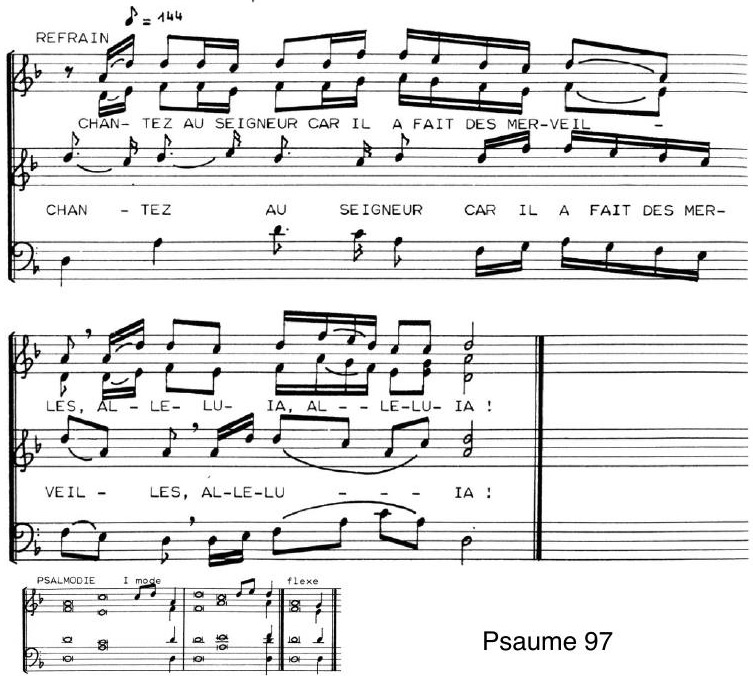 ♪ = 144
REFRAIN
CHAN- TEZ AU SEIGNEUR CAR IL A FAIT DES MER-VEIL -
CHAN - TEZ AU SEIGNEUR CAR IL A FAIT DES MER-
LES, AL- LE- LU- IA, AL- - LE-LU- IA !
VEIL - LES, AL-LE-LU - - - IA !
PSALMODIE I mode flexe
Psaume 97